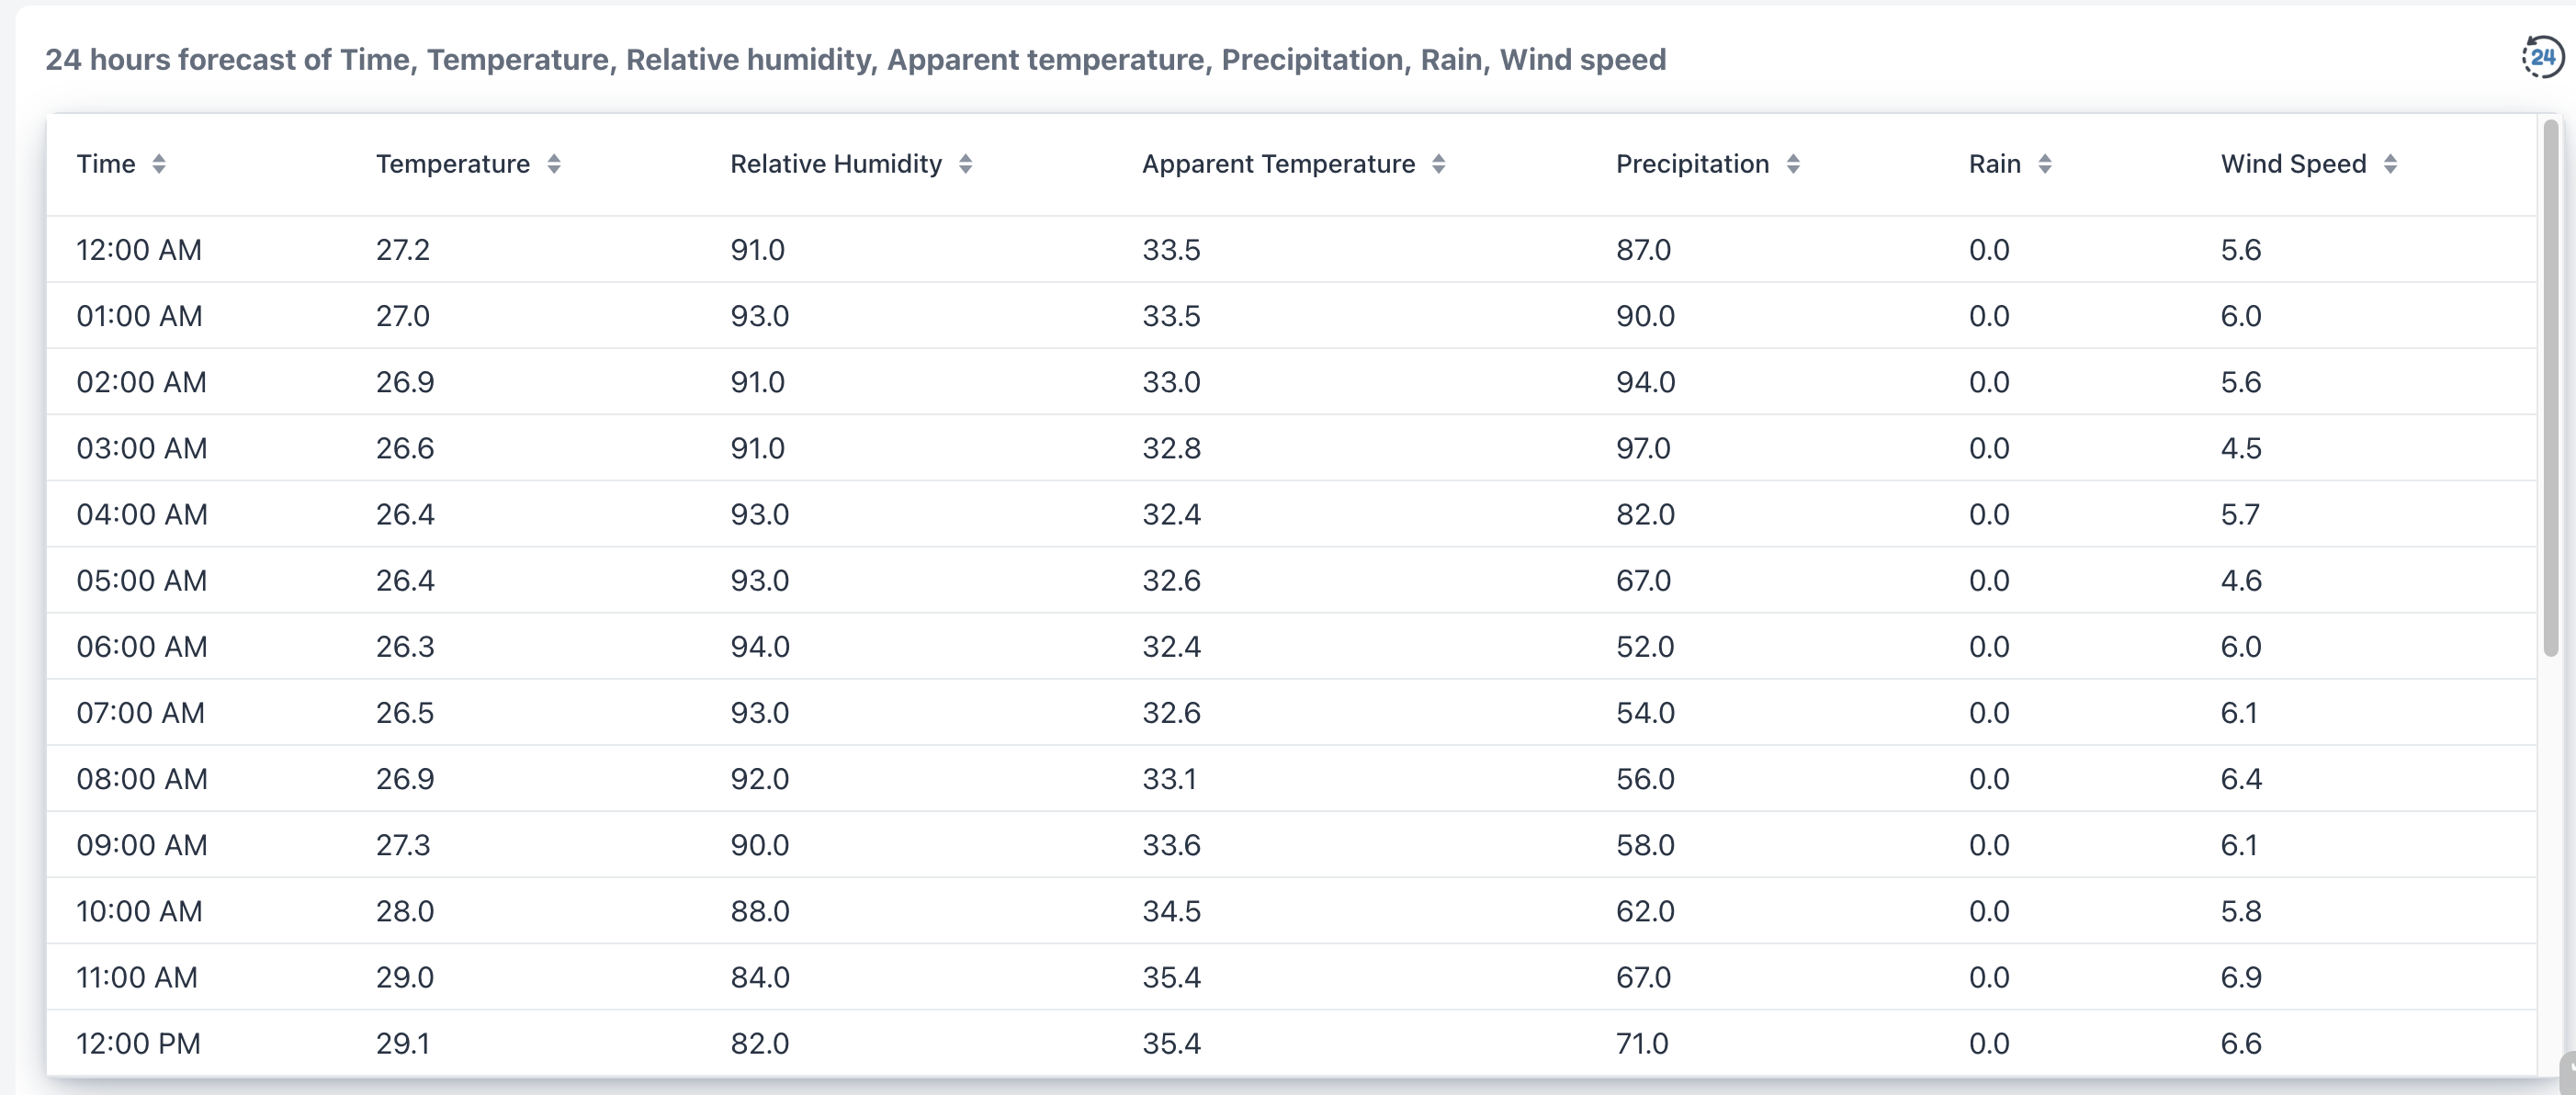 24 hours forecast of Time, Temperature, Relative humidity, Apparent temperature, Precipitation, Rain, Wind speed
24
Time Temperature Relative Humidity Apparent Temperature Precipitation Rain Wind Speed
12:00 AM 27.2 91.0 33.5 87.0 0.0 5.6
01:00 AM 27.0 93.0 33.5 90.0 0.0 6.0
02:00 AM 26.9 91.0 33.0 94.0 0.0 5.6
03:00 AM 26.6 91.0 32.8 97.0 0.0 4.5
04:00 AM 26.4 93.0 32.4 82.0 0.0 5.7
05:00 AM 26.4 93.0 32.6 67.0 0.0 4.6
06:00 AM 26.3 94.0 32.4 52.0 0.0 6.0
07:00 AM 26.5 93.0 32.6 54.0 0.0 6.1
08:00 AM 26.9 92.0 33.1 56.0 0.0 6.4
09:00 AM 27.3 90.0 33.6 58.0 0.0 6.1
10:00 AM 28.0 88.0 34.5 62.0 0.0 5.8
11:00 AM 29.0 84.0 35.4 67.0 0.0 6.9
12:00 PM 29.1 82.0 35.4 71.0 0.0 6.6